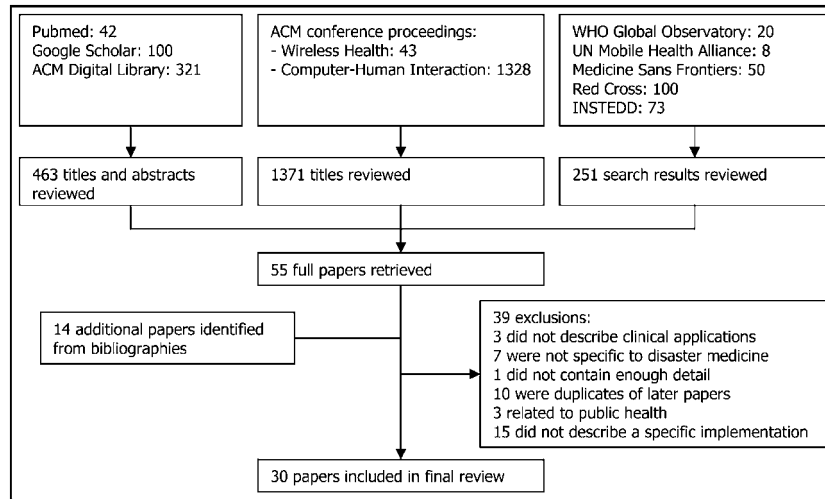 Pubmed: 42
Google Scholar: 100
ACM Digital Library: 321
ACM conference proceedings:
- Wireless Health: 43
- Computer-Human Interaction: 1328
WHO Global Observatory: 20
UN Mobile Health Alliance: 8
Medicine Sans Frontiers: 50
Red Cross: 100
INSTEDD: 73
463 titles and abstracts
reviewed
1371 titles reviewed
251 search results reviewed
55 full papers retrieved
14 additional papers identified
from bibliographies
39 exclusions:
3 did not describe clinical applications
7 were not specific to disaster medicine
1 did not contain enough detail
10 were duplicates of later papers
3 related to public health
15 did not describe a specific implementation
30 papers included in final review